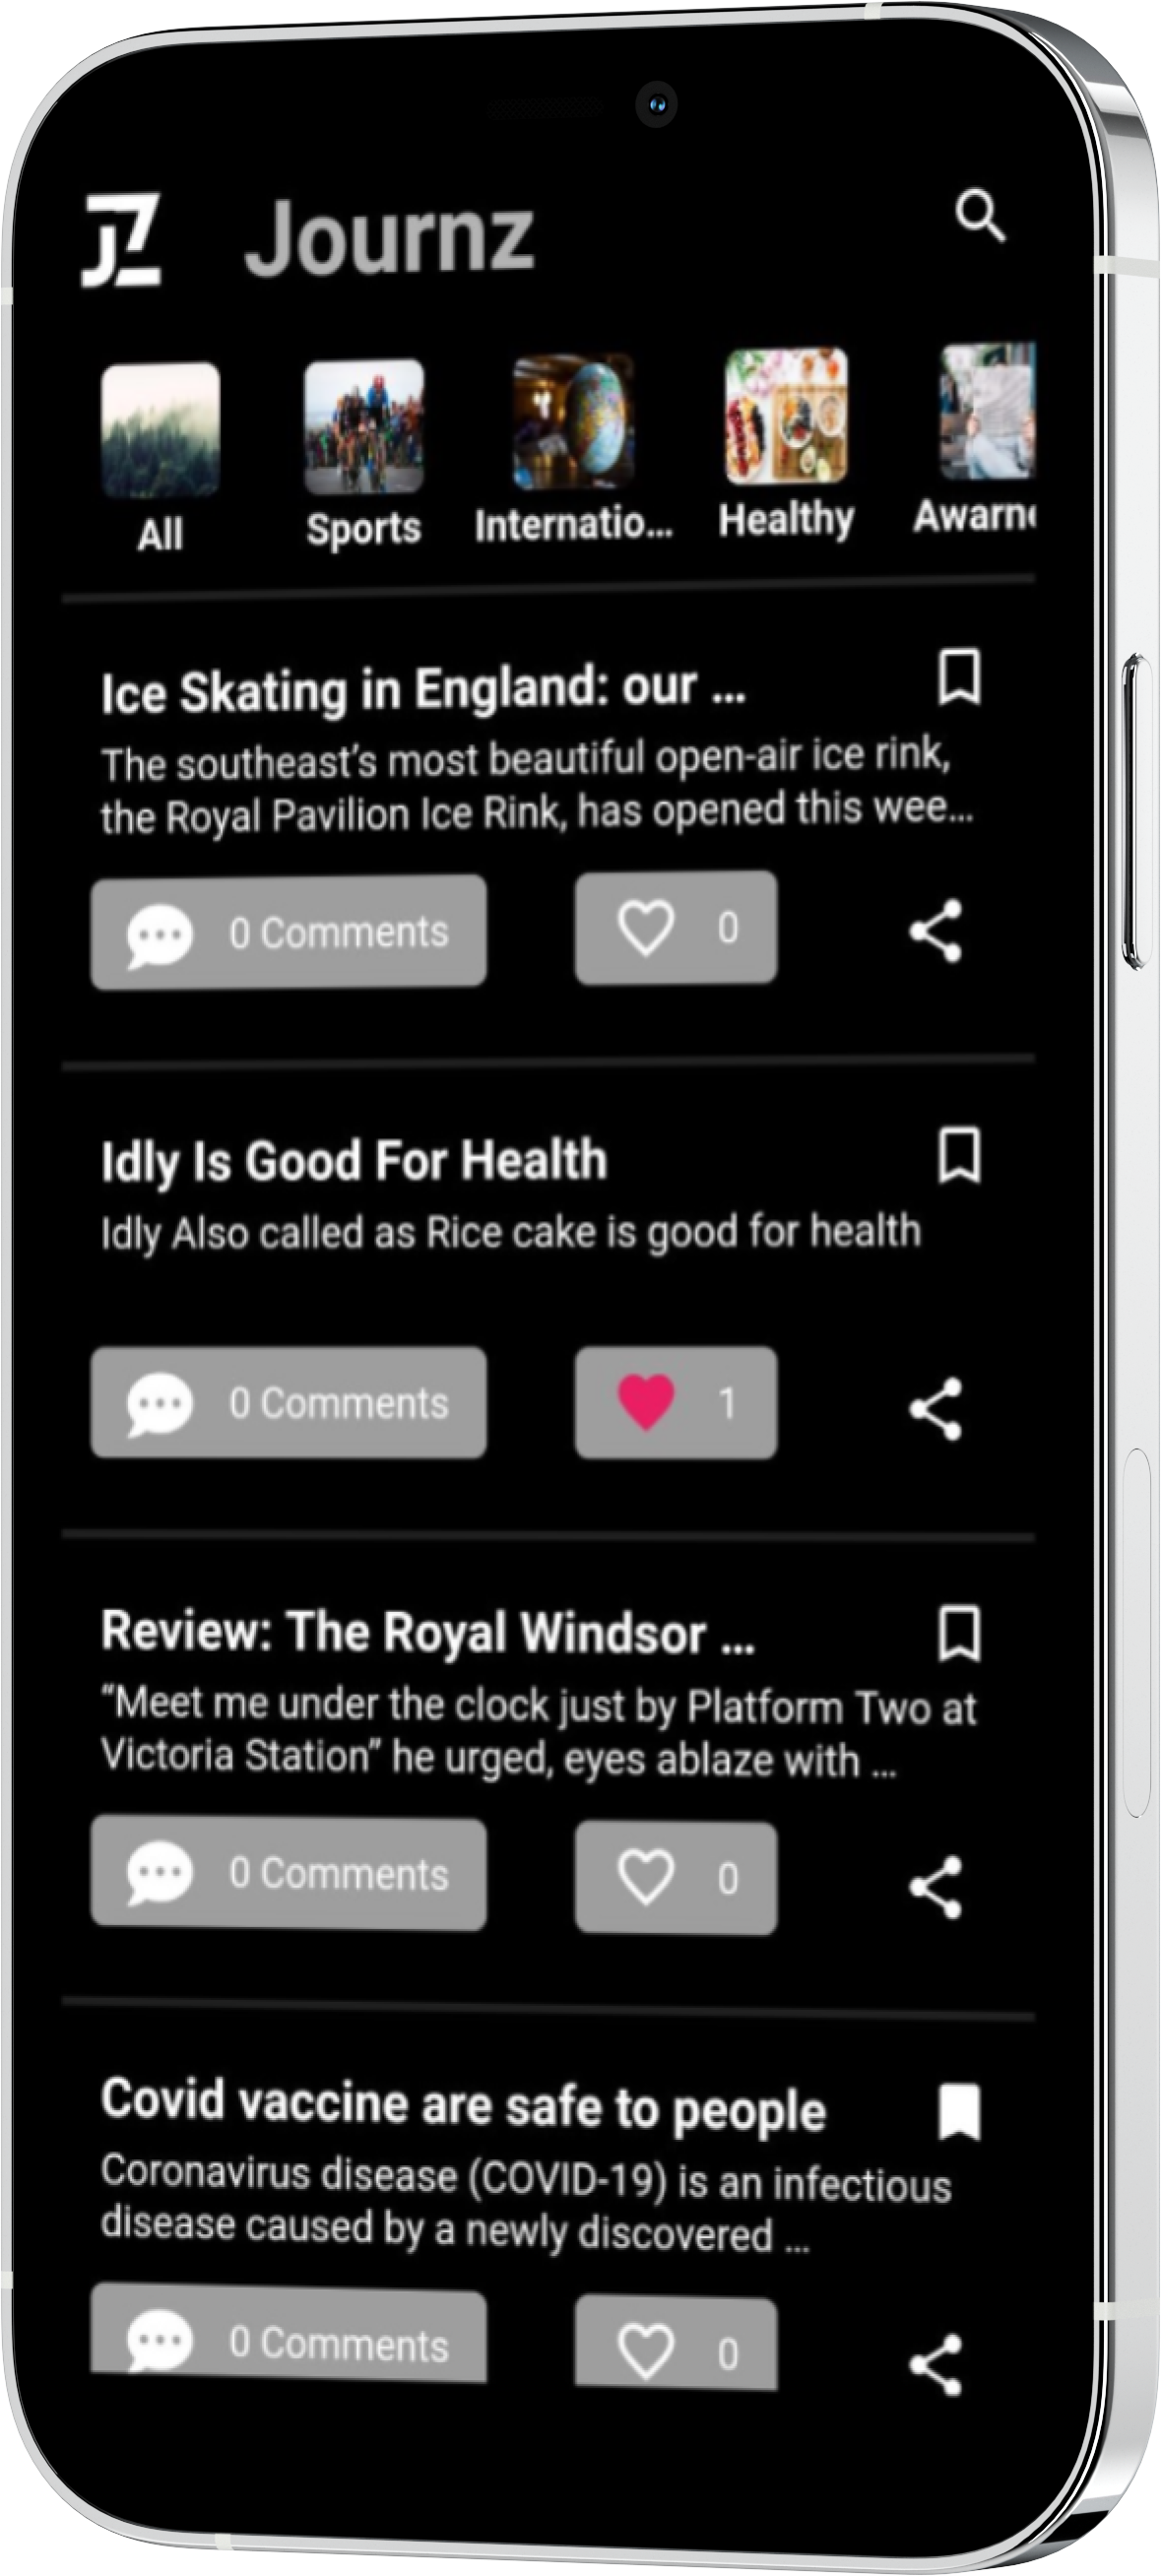 JZ Journz
All Sports Internatio... Healthy Awarn
Ice Skating in England: our ...
The southeast’s most beautiful open-air ice rink,
the Royal Pavilion Ice Rink, has opened this wee...
0 Comments 0
Idly Is Good For Health
Idly Also called as Rice cake is good for health
0 Comments 1
Review: The Royal Windsor ...
“Meet me under the clock just by Platform Two at
Victoria Station” he urged, eyes ablaze with ...
0 Comments 0
Covid vaccine are safe to people
Coronavirus disease (COVID-19) is an infectious
disease caused by a newly discovered ...
0 Comments 0